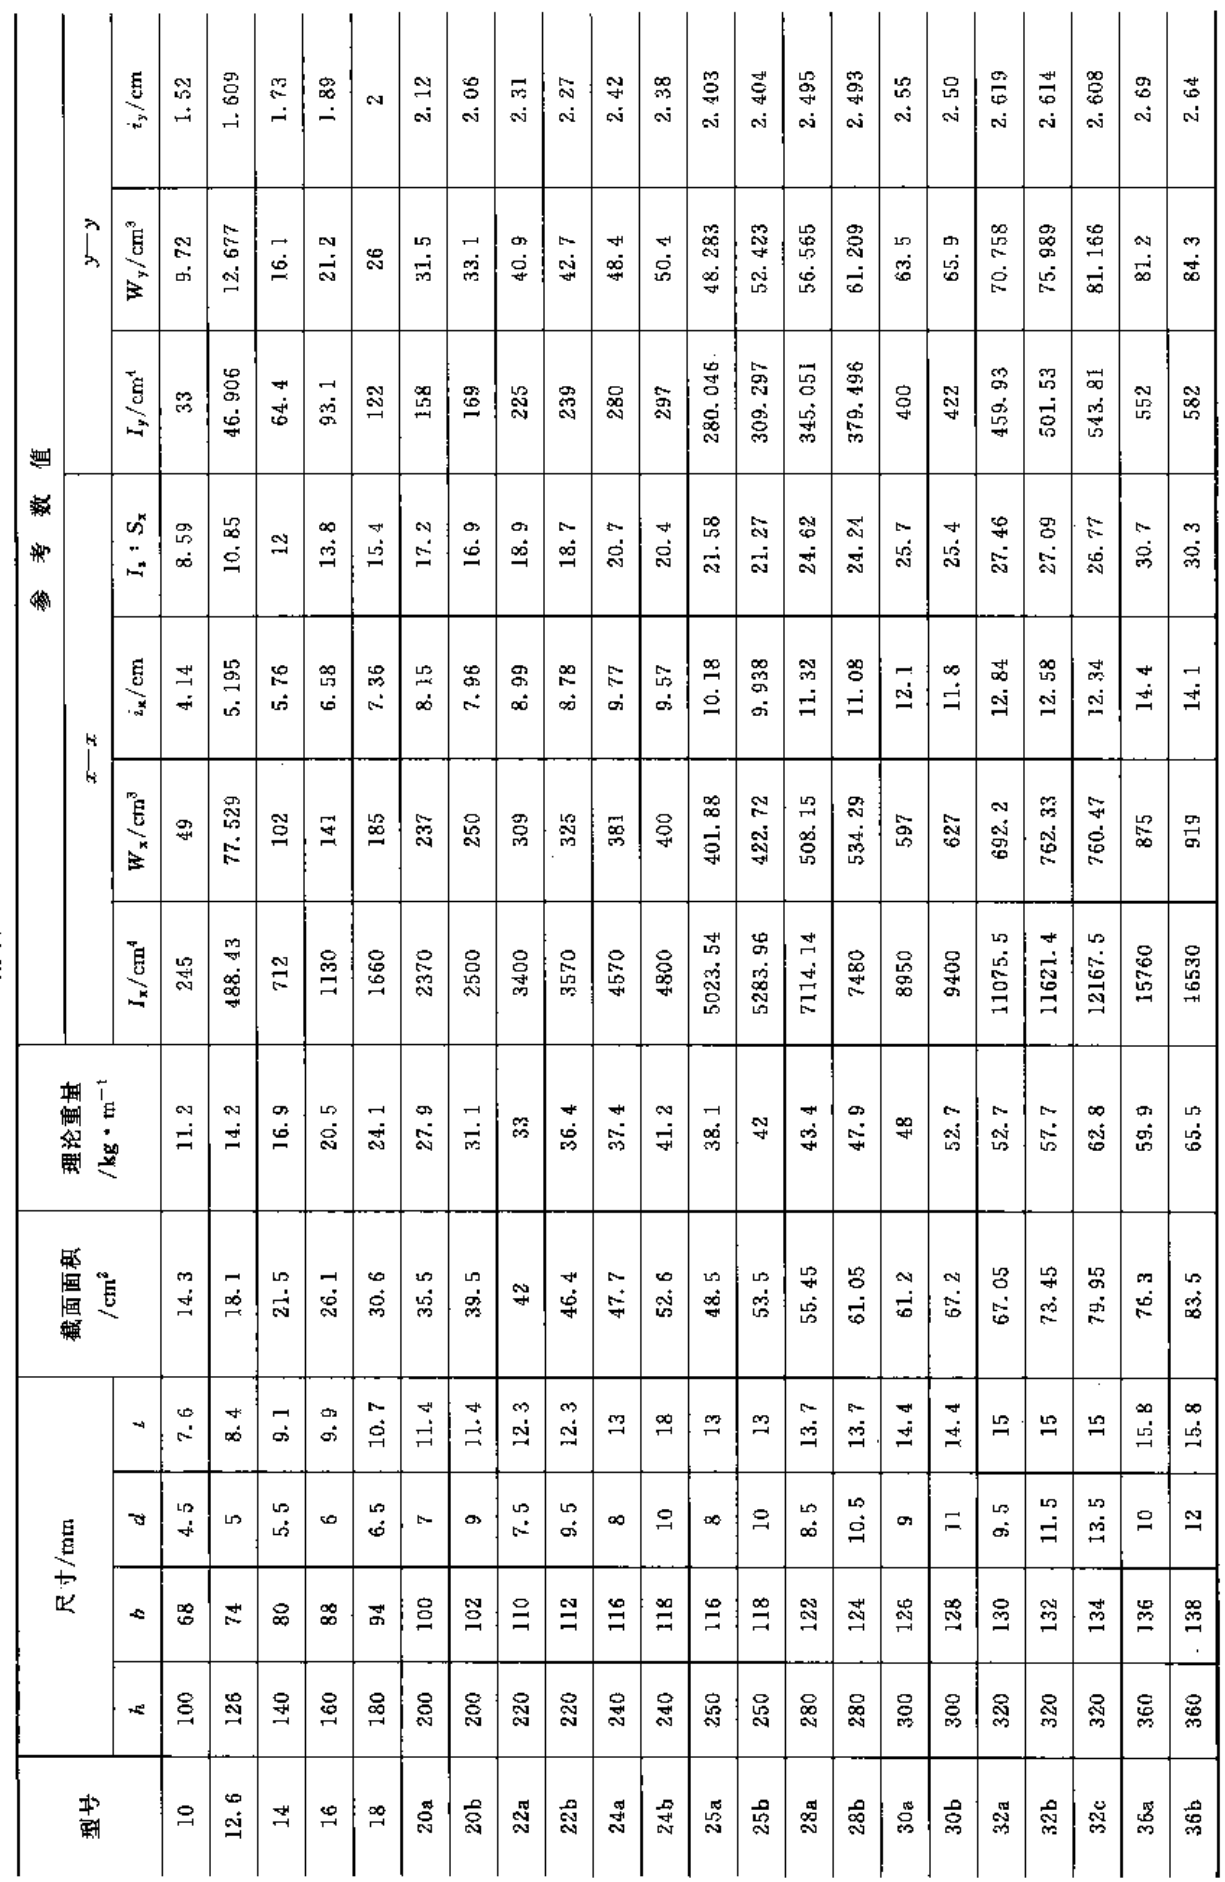 型号 尺寸/mm 截面面积/cm² 理论重量/kg·m⁻¹ 参考数值
x—x y—y
h b d t Iₓ/cm⁴ Wₓ/cm³ iₓ/cm Iₓ:Sₓ I_y/cm⁴ W_y/cm³ i_y/cm
10 100 68 4.5 7.6 14.3 11.2 245 49 4.14 8.59 33 9.72 1.52
12.6 126 74 5 8.4 18.1 14.2 488.43 77.529 5.195 10.85 46.906 12.677 1.609
14 140 80 5.5 9.1 21.5 16.9 712 102 5.76 12 64.4 16.1 1.73
16 160 88 6 9.9 26.1 20.5 1130 141 6.58 13.8 93.1 21.2 1.89
18 180 94 6.5 10.7 30.6 24.1 1660 185 7.36 15.4 122 26 2
20a 200 100 7 11.4 35.5 27.9 2370 237 8.15 17.2 158 31.5 2.12
20b 200 102 9 11.4 39.5 31.1 2500 250 7.96 16.9 169 33.1 2.06
22a 220 110 7.5 12.3 42 33 3400 309 8.99 18.9 225 40.9 2.31
22b 220 112 9.5 12.3 46.4 36.4 3570 325 8.78 18.7 239 42.7 2.27
24a 240 116 8 13 47.7 37.4 4570 381 9.77 20.7 280 48.4 2.42
24b 240 118 10 18 52.6 41.2 4800 400 9.57 20.4 297 50.4 2.38
25a 250 116 8 13 48.5 38.1 5023.54 401.88 10.18 21.58 280.046 48.283 2.403
25b 250 118 10 13 53.5 42 5283.96 422.72 9.938 21.27 309.297 52.423 2.404
28a 280 122 8.5 13.7 55.45 43.4 7114.14 508.15 11.32 24.62 345.051 56.565 2.495
28b 280 124 10.5 13.7 61.05 47.9 7480 534.29 11.08 24.24 379.496 61.209 2.493
30a 300 126 9 14.4 61.2 48 8950 597 12.1 25.7 400 63.5 2.55
30b 300 128 11 14.4 67.2 52.7 9400 627 11.8 25.4 422 65.9 2.50
32a 320 130 9.5 15 67.05 52.7 11075.5 692.2 12.84 27.46 459.93 70.758 2.619
32b 320 132 11.5 15 73.45 57.7 11621.4 762.33 12.58 27.09 501.53 75.989 2.614
32c 320 134 13.5 15 79.95 62.8 12167.5 760.47 12.34 26.77 543.81 81.166 2.608
36a 360 136 10 15.8 76.3 59.9 15760 875 14.4 30.7 552 81.2 2.69
36b 360 138 12 15.8 83.5 65.5 16530 919 14.1 30.3 582 84.3 2.64